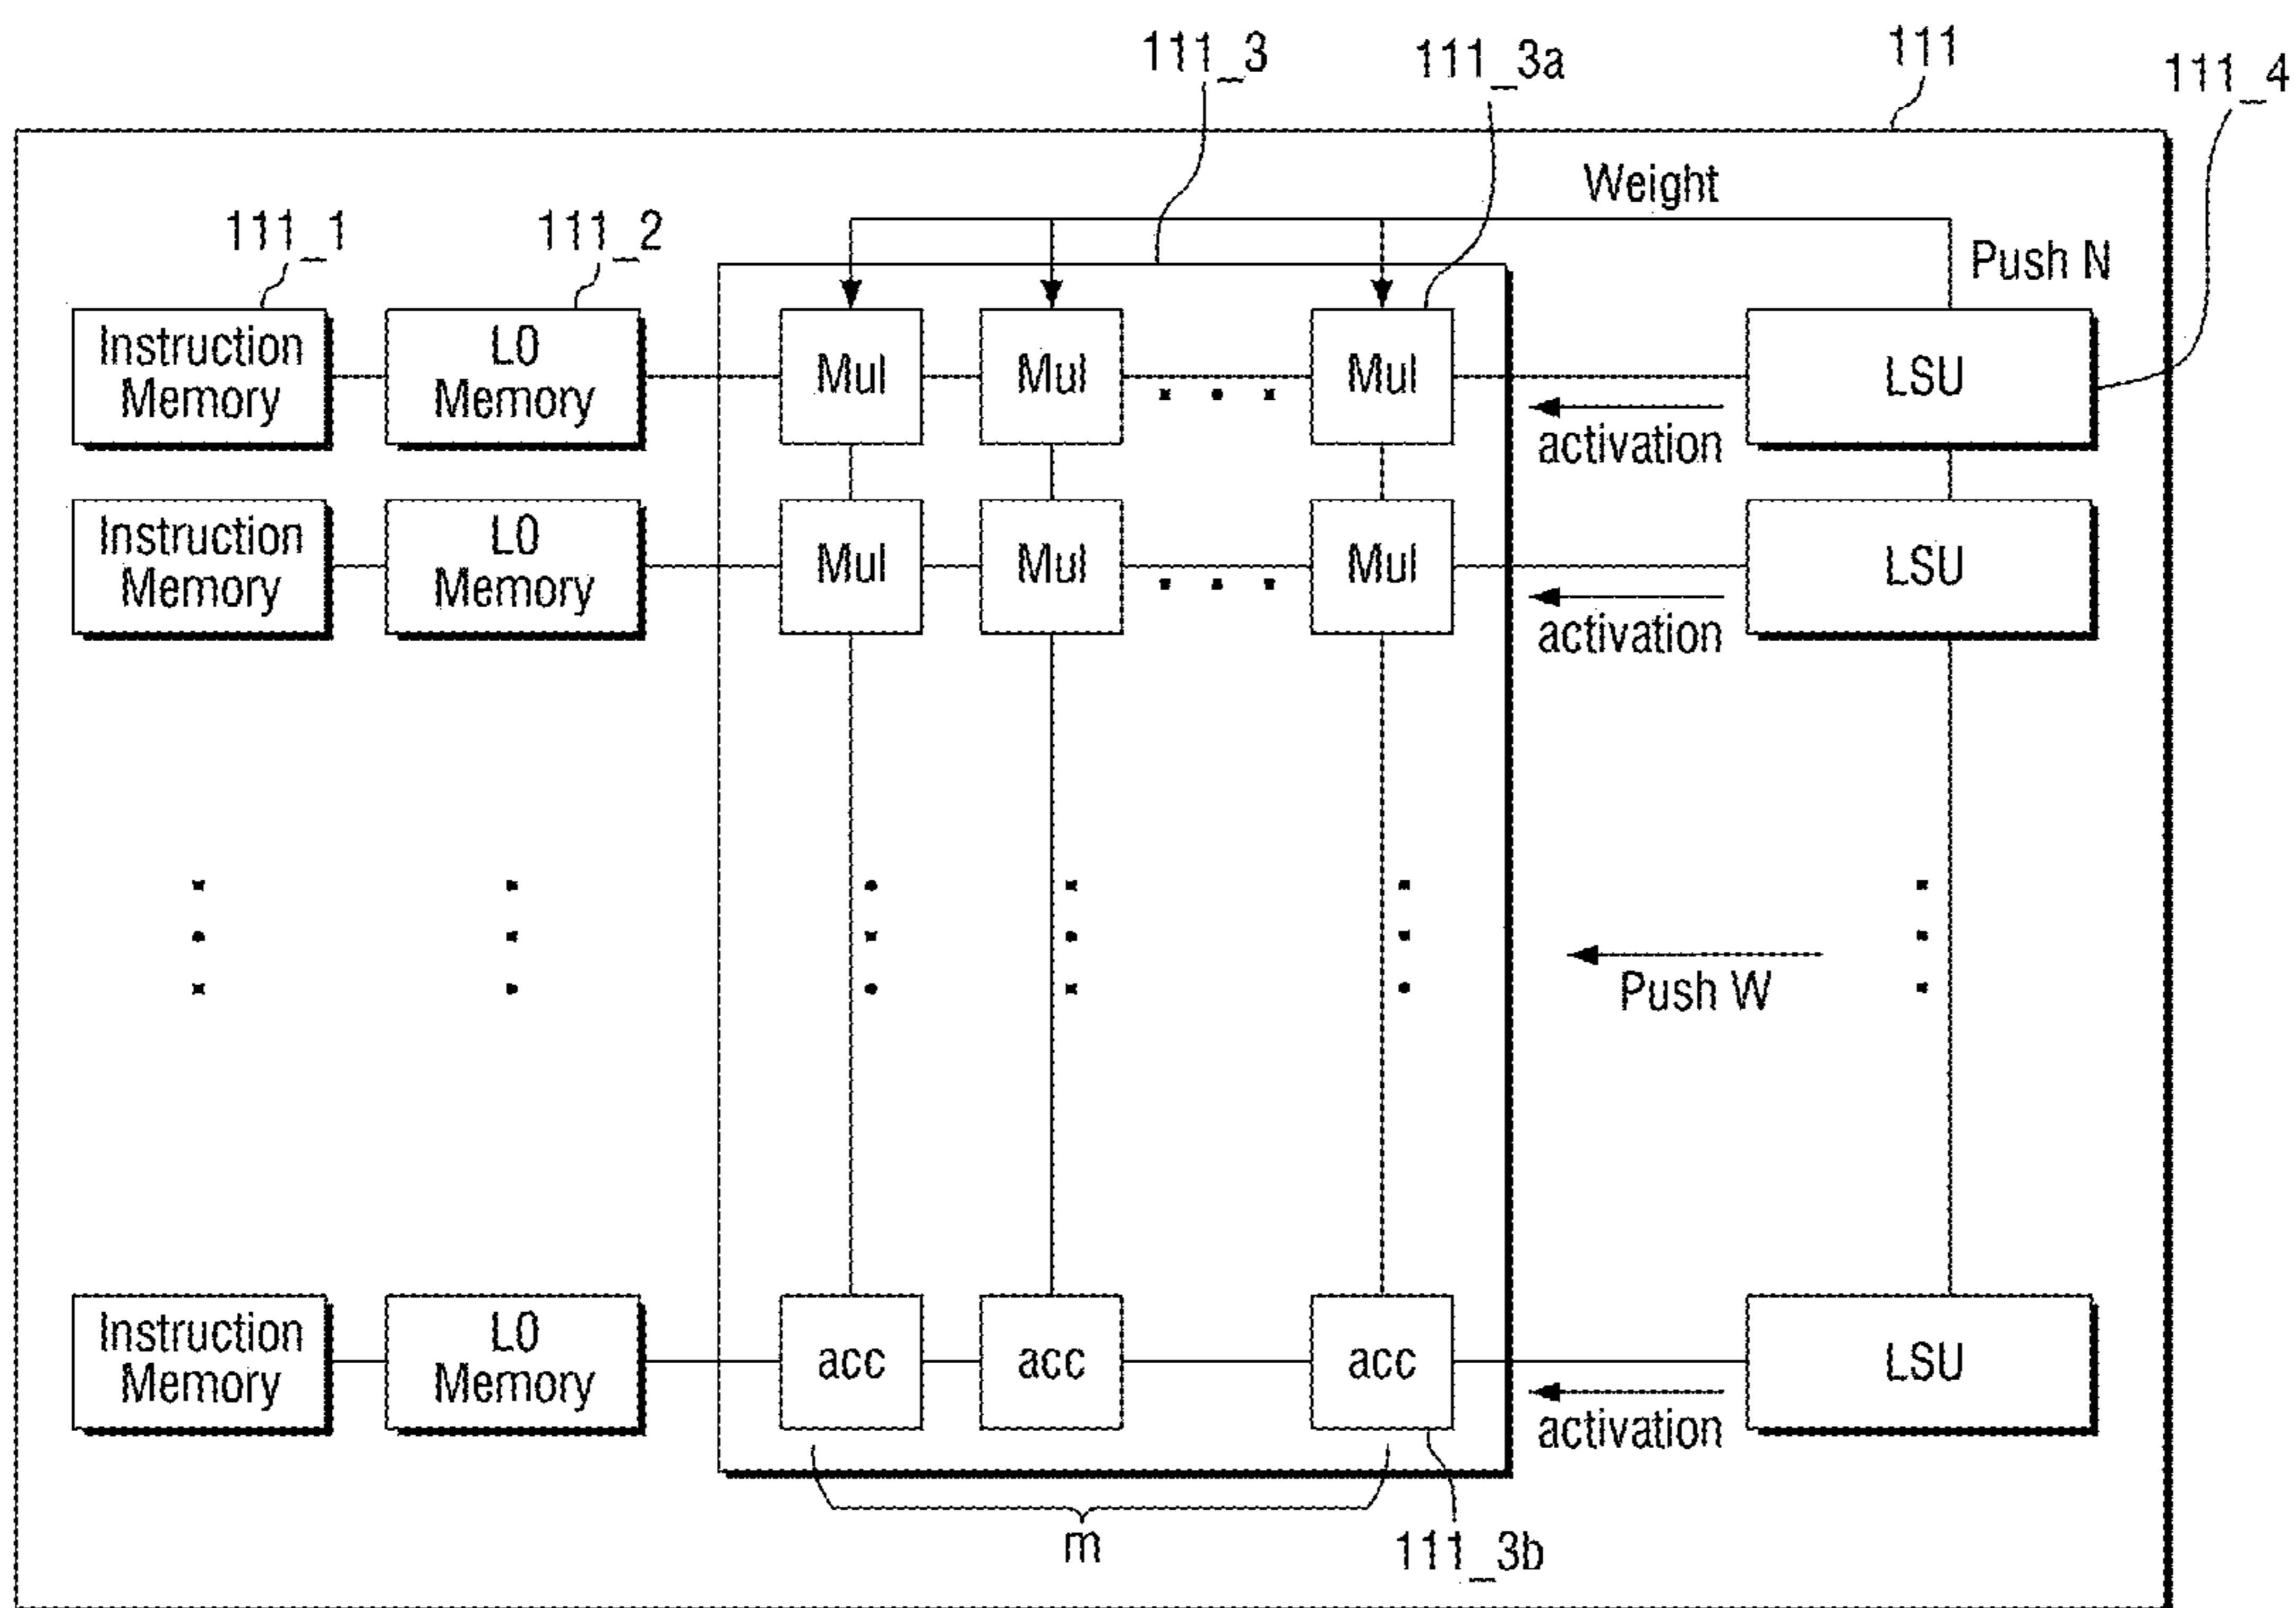 111_3
111_3a
111
111_4
Weight
111_1
111_2
Push N
Instruction
Memory
L0
Memory
Mul
Mul
Mul
LSU
activation
Instruction
Memory
L0
Memory
Mul
Mul
Mul
LSU
activation
Push W
Instruction
Memory
L0
Memory
acc
acc
acc
LSU
activation
m
111_3b